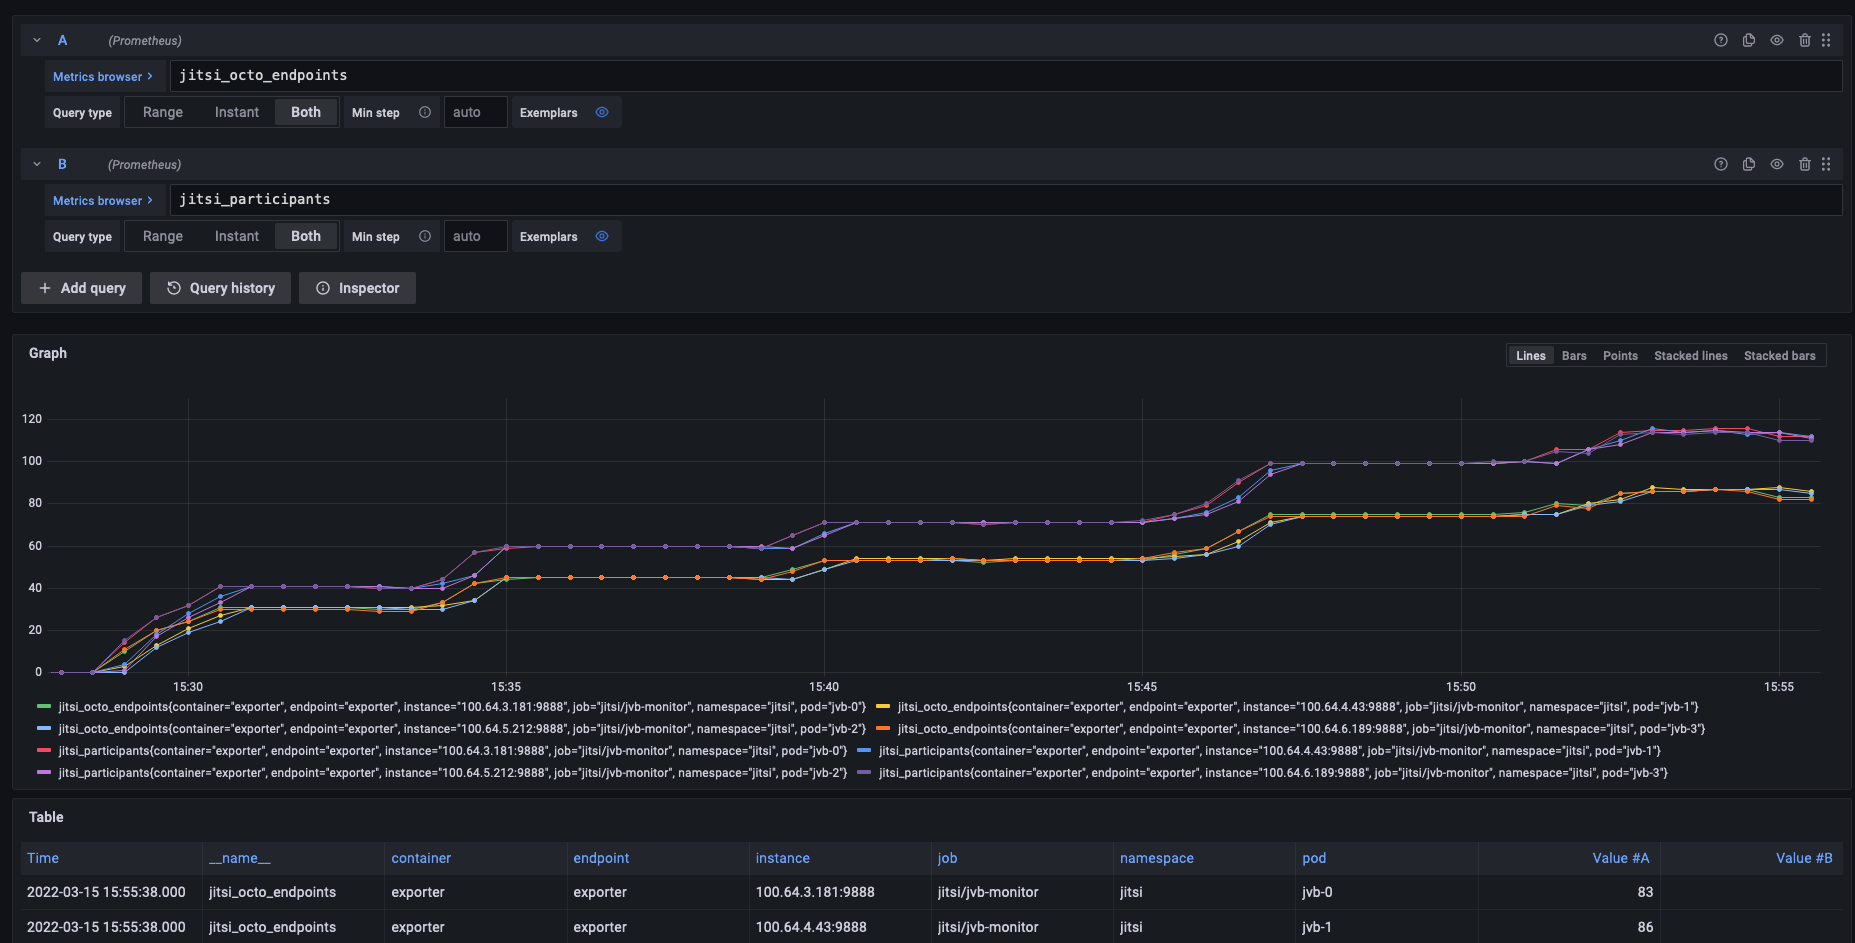 A (Prometheus)
Metrics browser > jitsi_octo_endpoints
Query type Range Instant Both Min step auto Exemplars
B (Prometheus)
Metrics browser > jitsi_participants
Query type Range Instant Both Min step auto Exemplars
+ Add query Query history Inspector
Graph Lines Bars Points Stacked lines Stacked bars
120
100
80
60
40
20
0
15:30 15:35 15:40 15:45 15:50 15:55
jitsi_octo_endpoints{container="exporter", endpoint="exporter", instance="100.64.3.181:9888", job="jitsi/jvb-monitor", namespace="jitsi", pod="jvb-0"} jitsi_octo_endpoints{container="exporter", endpoint="exporter", instance="100.64.4.43:9888", job="jitsi/jvb-monitor", namespace="jitsi", pod="jvb-1"}
jitsi_octo_endpoints{container="exporter", endpoint="exporter", instance="100.64.5.212:9888", job="jitsi/jvb-monitor", namespace="jitsi", pod="jvb-2"} jitsi_octo_endpoints{container="exporter", endpoint="exporter", instance="100.64.6.189:9888", job="jitsi/jvb-monitor", namespace="jitsi", pod="jvb-3"}
jitsi_participants{container="exporter", endpoint="exporter", instance="100.64.3.181:9888", job="jitsi/jvb-monitor", namespace="jitsi", pod="jvb-0"} jitsi_participants{container="exporter", endpoint="exporter", instance="100.64.4.43:9888", job="jitsi/jvb-monitor", namespace="jitsi", pod="jvb-1"}
jitsi_participants{container="exporter", endpoint="exporter", instance="100.64.5.212:9888", job="jitsi/jvb-monitor", namespace="jitsi", pod="jvb-2"} jitsi_participants{container="exporter", endpoint="exporter", instance="100.64.6.189:9888", job="jitsi/jvb-monitor", namespace="jitsi", pod="jvb-3"}
Table
Time __name__ container endpoint instance job namespace pod Value #A Value #B
2022-03-15 15:55:38.000 jitsi_octo_endpoints exporter exporter 100.64.3.181:9888 jitsi/jvb-monitor jitsi jvb-0 83
2022-03-15 15:55:38.000 jitsi_octo_endpoints exporter exporter 100.64.4.43:9888 jitsi/jvb-monitor jitsi jvb-1 86